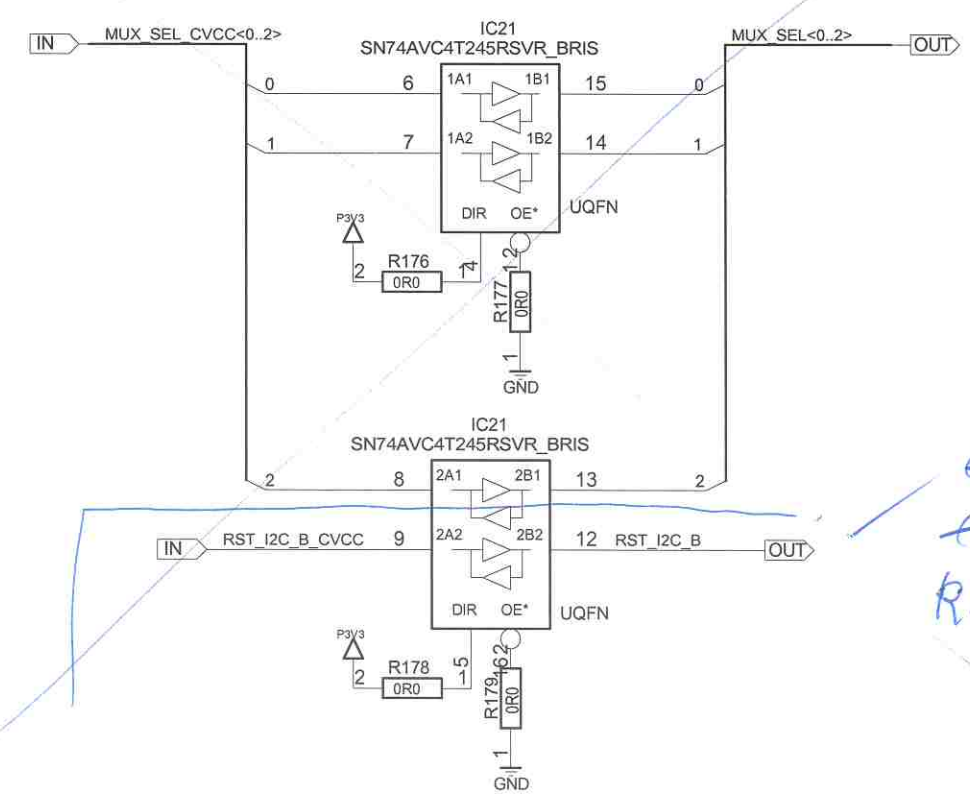 IC21
SN74AVC4T245RSVR_BRIS
IN MUX_SEL_CVCC<0..2> MUX_SEL<0..2> OUT
0 6 1A1 1B1 15 0
1 7 1A2 1B2 14 1
DIR OE* UQFN
P3V3
2 R176 1 4
0R0
12 2
R177 0R0
1
GND
IC21
SN74AVC4T245RSVR_BRIS
2 8 2A1 2B1 13 2
IN RST_I2C_B_CVCC 9 2A2 2B2 12 RST_I2C_B OUT
DIR OE* UQFN
P3V3
2 R178 1 5
0R0
16 2
R179 0R0
1
GND
R